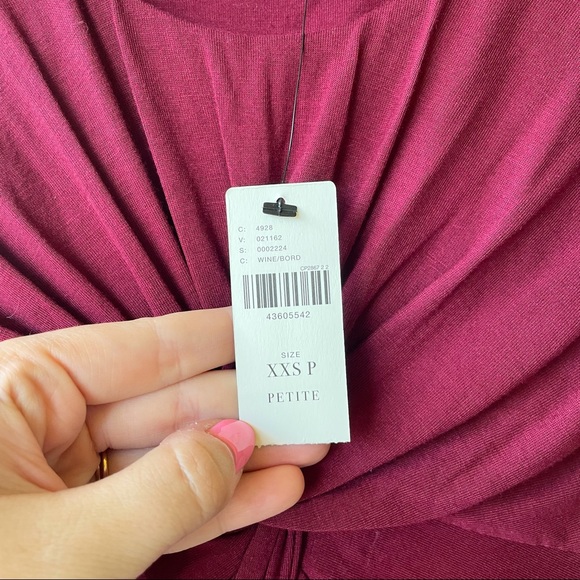 C: 4928
V: 021162
S: 0002224
C: WINE/BORD
43605542
SIZE
XXS P
PETITE